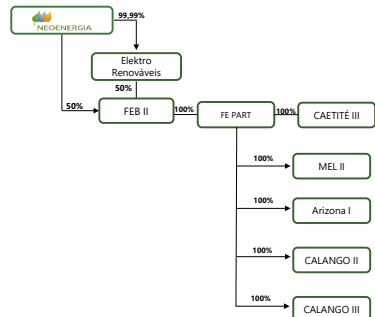 NEOENERGIA
99,99%
Elektro
Renováveis
50%
50%
FEB II
100%
FE PART
100%
100%
CAETITÉ III
100%
MEL II
100%
Arizona I
100%
CALANGO II
100%
CALANGO III